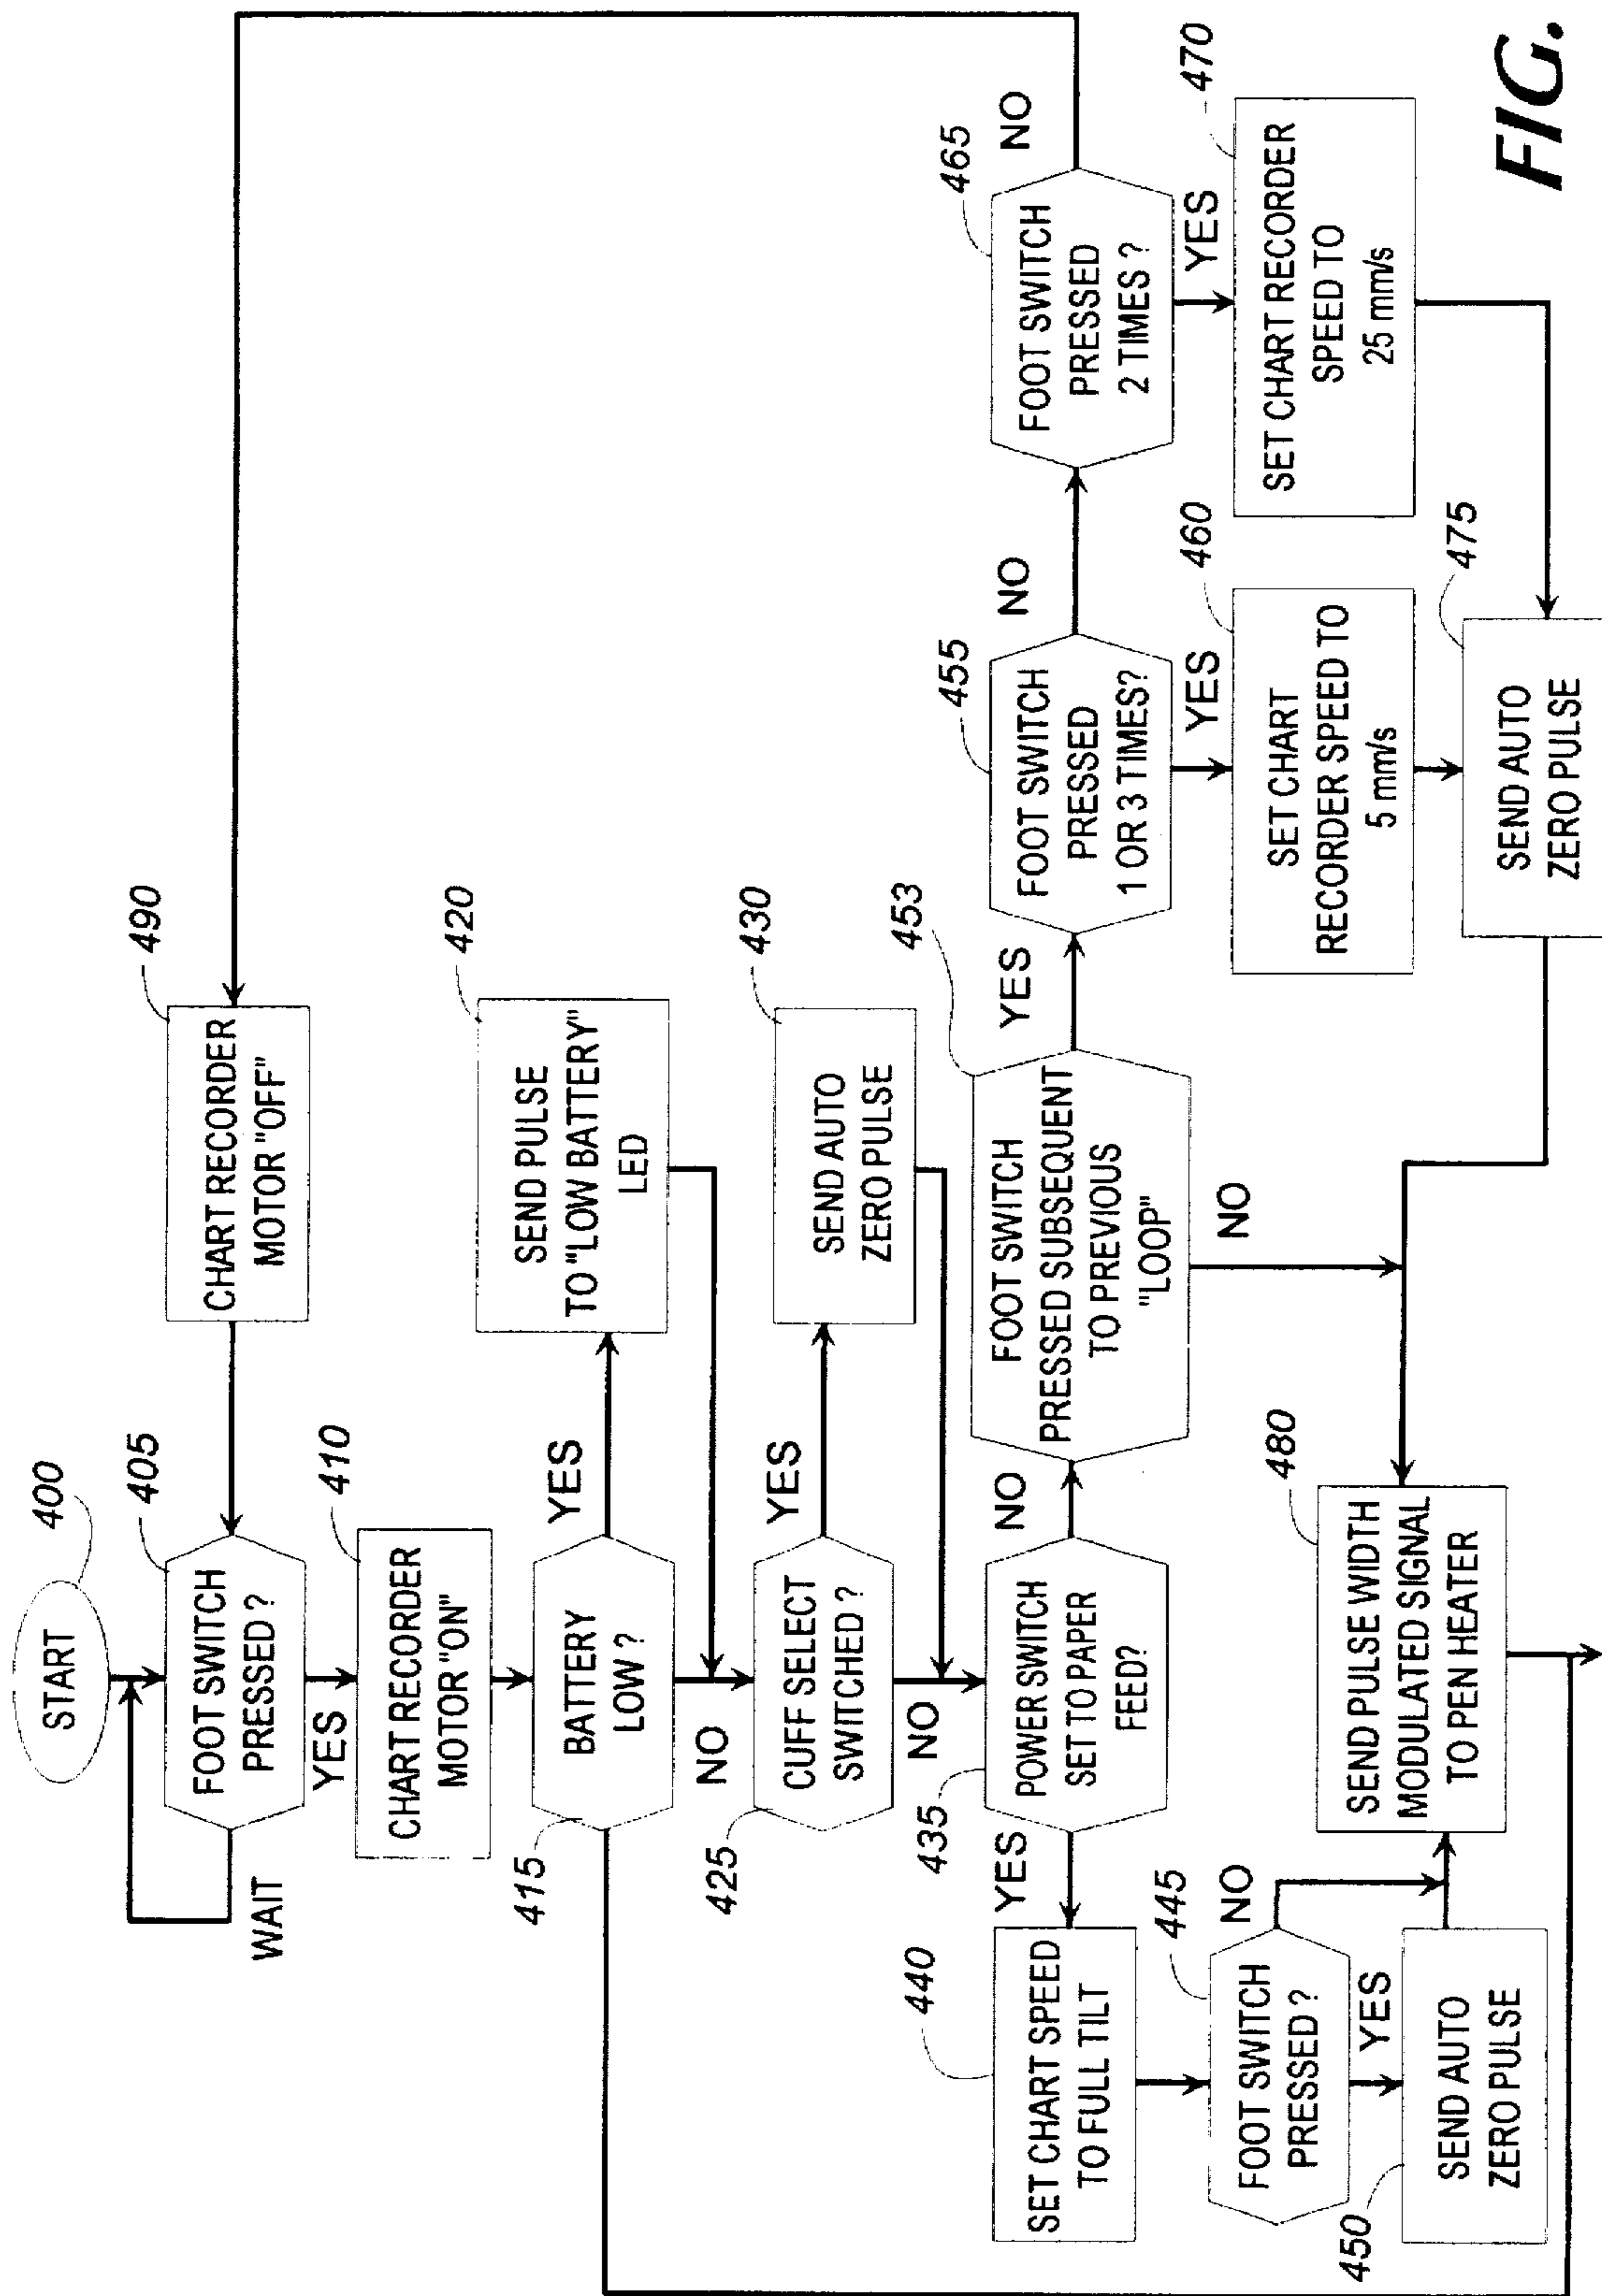 START
400
FOOT SWITCH
PRESSED ?
405
WAIT
YES
CHART RECORDER
MOTOR "OFF"
490
CHART RECORDER
MOTOR "ON"
410
BATTERY
LOW ?
415
YES
NO
SEND PULSE
TO "LOW BATTERY"
LED
420
CUFF SELECT
SWITCHED ?
425
YES
NO
SEND AUTO
ZERO PULSE
430
POWER SWITCH
SET TO PAPER
FEED?
435
YES
NO
SET CHART SPEED
TO FULL TILT
440
FOOT SWITCH
PRESSED ?
445
NO
YES
SEND AUTO
ZERO PULSE
450
FOOT SWITCH
PRESSED SUBSEQUENT
TO PREVIOUS
"LOOP"
453
YES
NO
FOOT SWITCH
PRESSED
1 OR 3 TIMES?
455
NO
YES
SET CHART
RECORDER SPEED TO
5 mm/s
460
FOOT SWITCH
PRESSED
2 TIMES ?
465
NO
YES
SET CHART RECORDER
SPEED TO
25 mm/s
470
SEND AUTO
ZERO PULSE
475
SEND PULSE WIDTH
MODULATED SIGNAL
TO PEN HEATER
480
FIG.